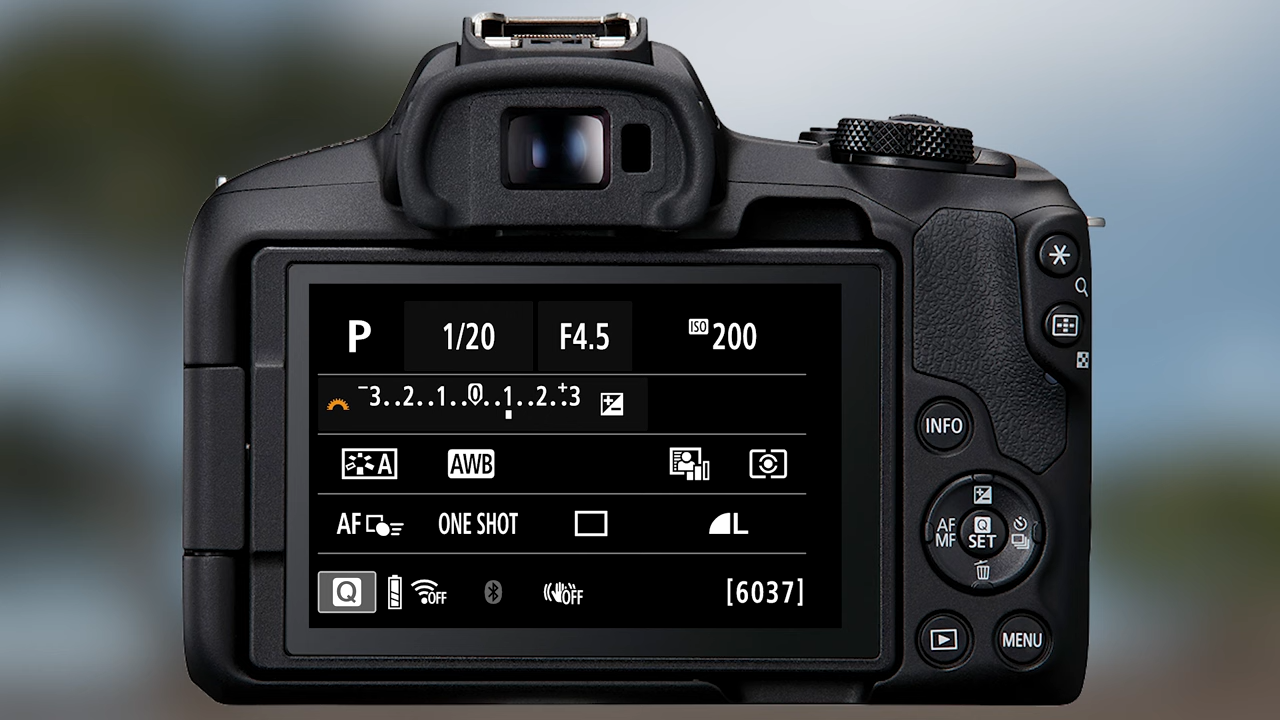 P 1/20 F4.5 ISO 200
-3..2..1..0..1..2..+3
A AWB
AF ONE SHOT L
Q OFF OFF [6037]
INFO
AF
MF
Q
SET
MENU